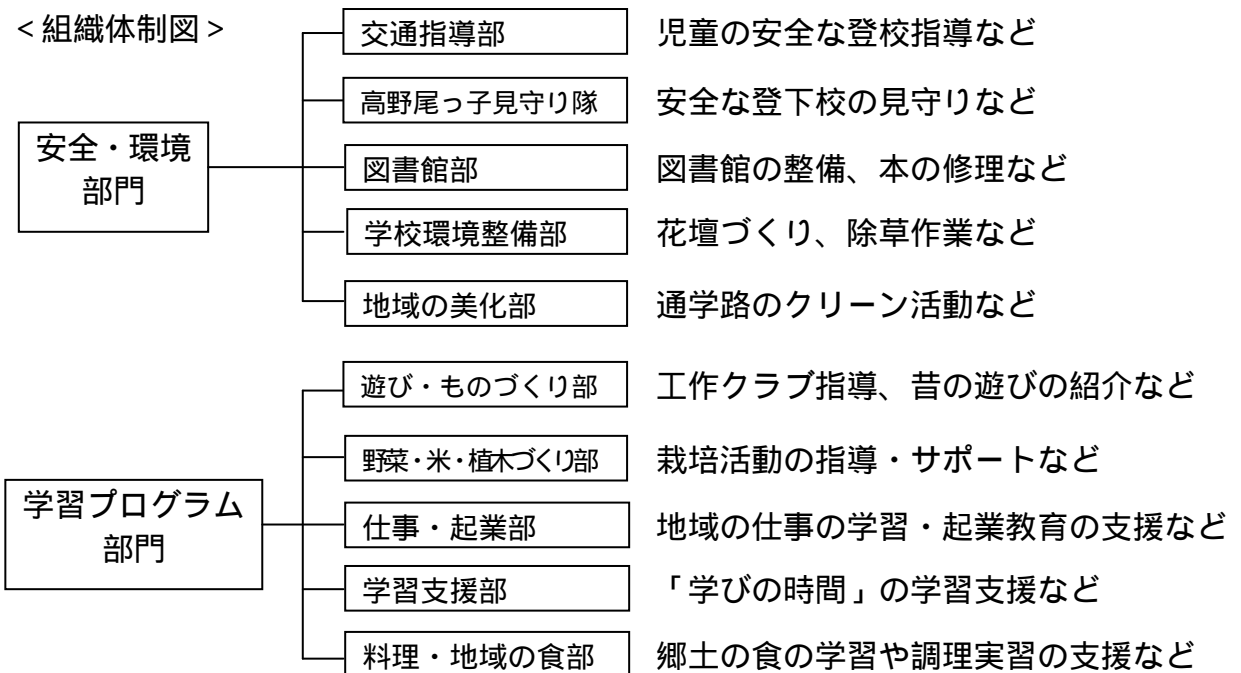 <組織体制図>
交通指導部 児童の安全な登校指導など
高野尾っ子見守り隊 安全な登下校の見守りなど
安全・環境
部門
図書館部 図書館の整備、本の修理など
学校環境整備部 花壇づくり、除草作業など
地域の美化部 通学路のクリーン活動など
遊び・ものづくり部 工作クラブ指導、昔の遊びの紹介など
野菜・米・植木づくり部 栽培活動の指導・サポートなど
学習プログラム
部門
仕事・起業部 地域の仕事の学習・起業教育の支援など
学習支援部 「学びの時間」の学習支援など
料理・地域の食部 郷土の食の学習や調理実習の支援など